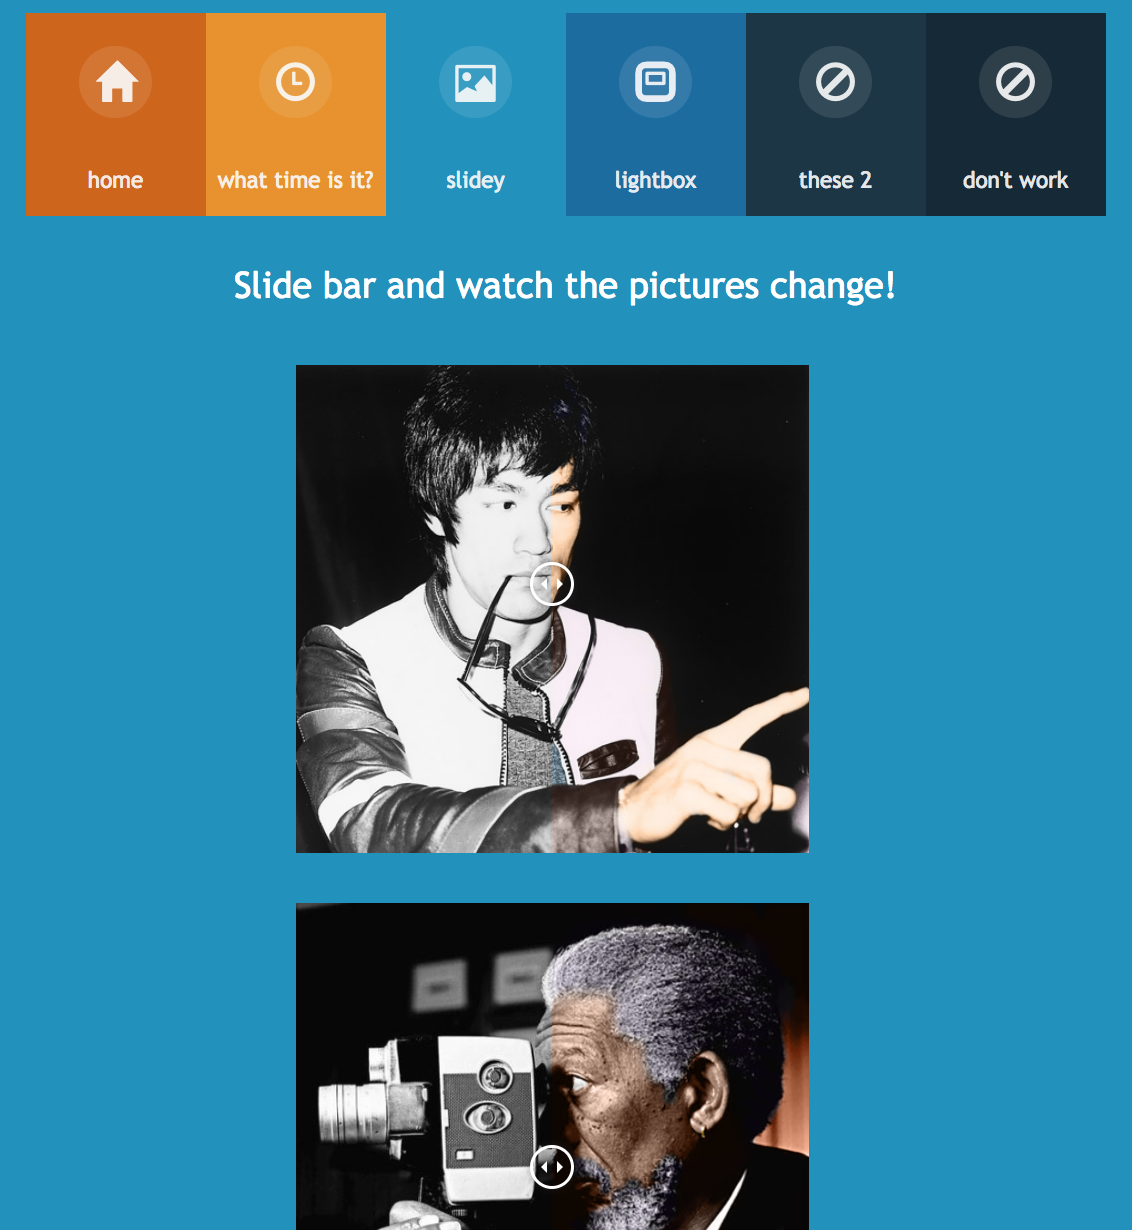 home
what time is it?
slidey
lightbox
these 2
don't work
Slide bar and watch the pictures change!